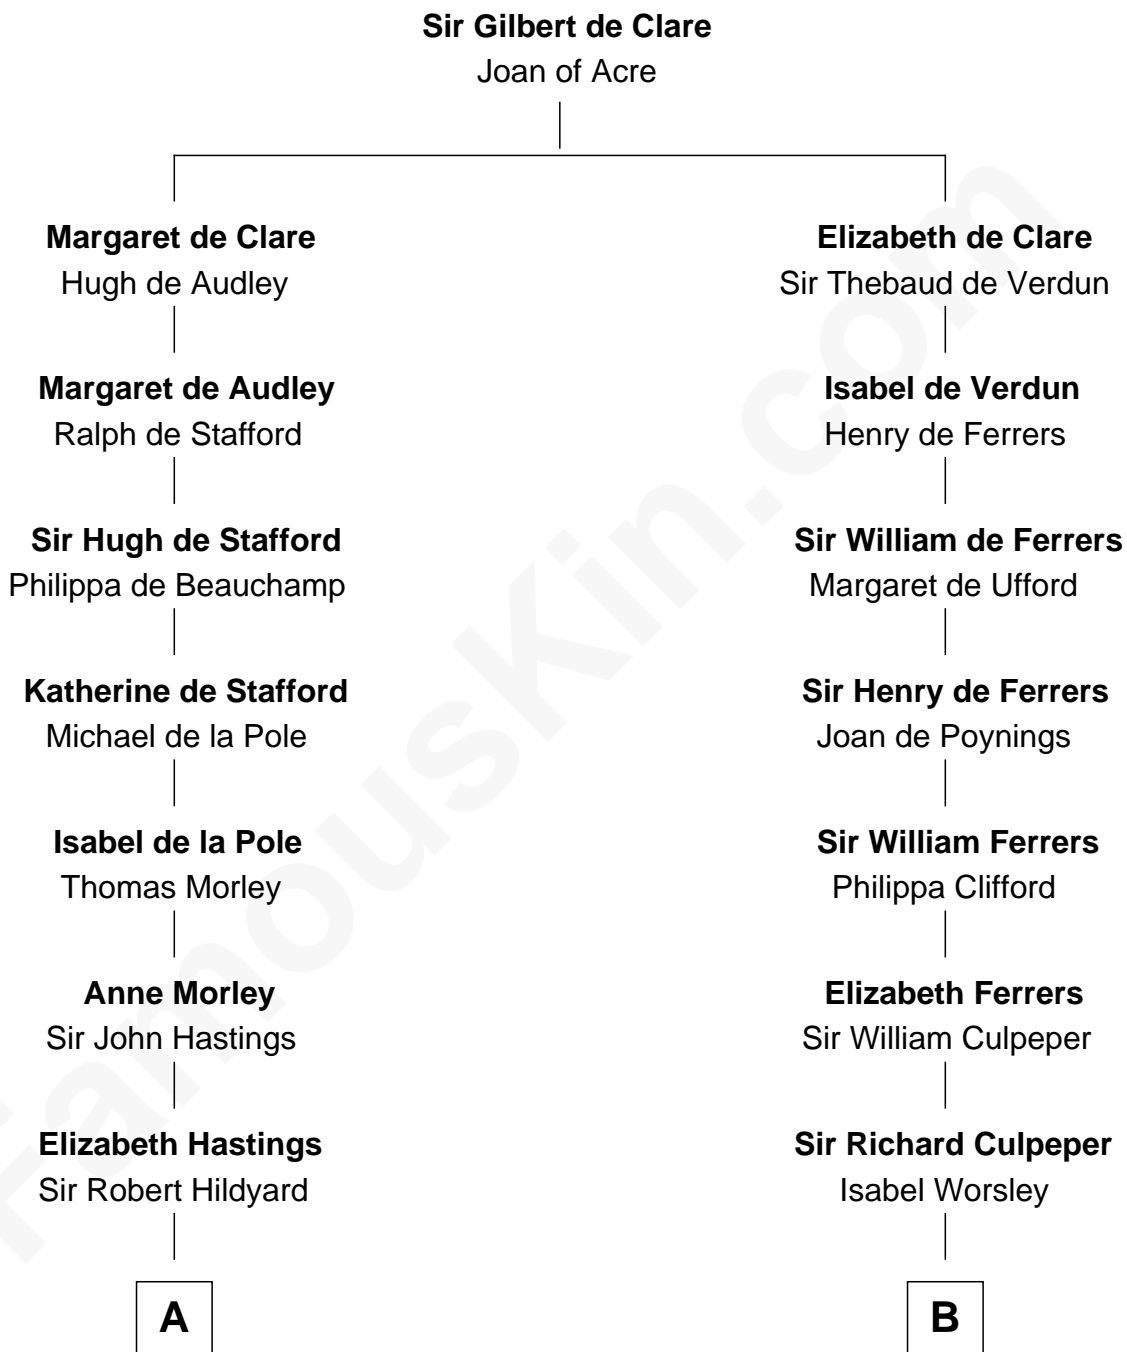 Sir Gilbert de Clare
Joan of Acre
Margaret de Clare
Hugh de Audley
Elizabeth de Clare
Sir Thebaud de Verdun
Margaret de Audley
Ralph de Stafford
Isabel de Verdun
Henry de Ferrers
Sir Hugh de Stafford
Philippa de Beauchamp
Sir William de Ferrers
Margaret de Ufford
Katherine de Stafford
Michael de la Pole
Sir Henry de Ferrers
Joan de Poynings
Isabel de la Pole
Thomas Morley
Sir William Ferrers
Philippa Clifford
Anne Morley
Sir John Hastings
Elizabeth Ferrers
Sir William Culpeper
Elizabeth Hastings
Sir Robert Hildyard
Sir Richard Culpeper
Isabel Worsley
A
B
FamousKin.com